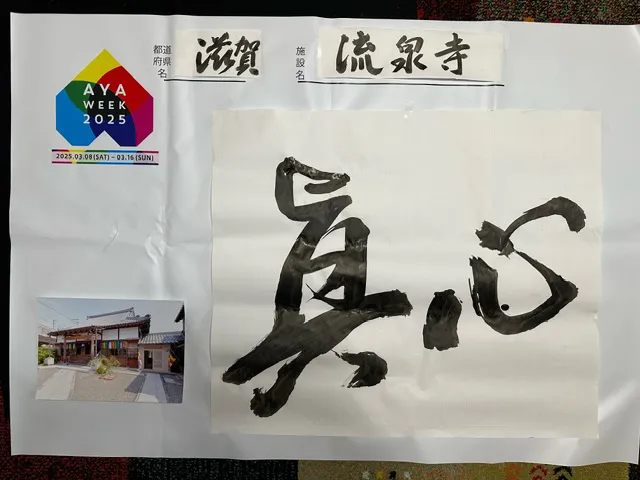 AYA
WEEK
2025
2025.03.08(SAT) – 03.16(SUN)
都道
府県
名
滋賀
施設名
流泉寺
眞心